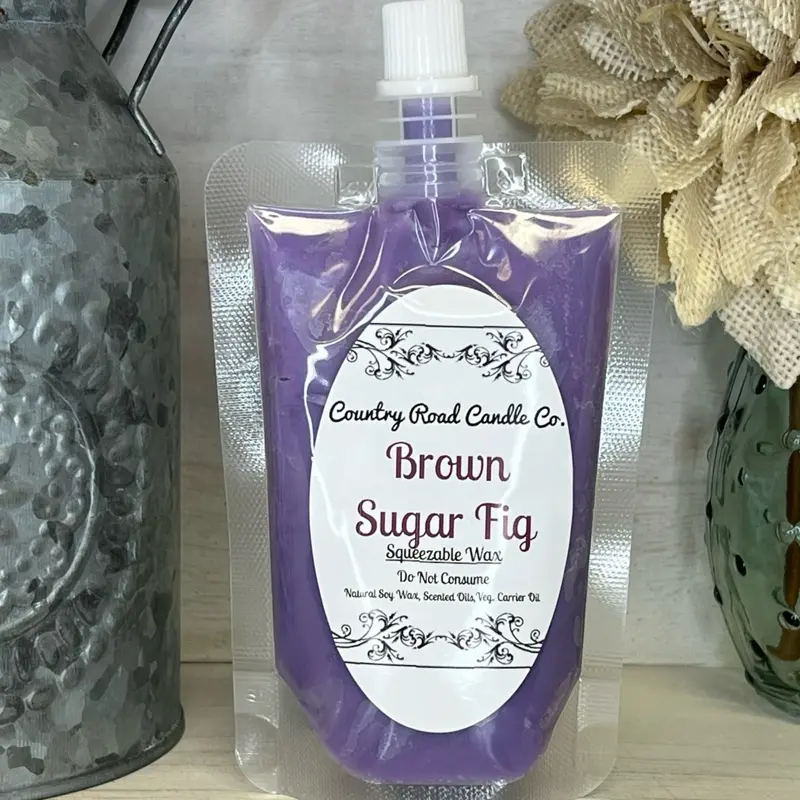 Country Road Candle Co.
Brown
Sugar Fig
Squeezable Wax
Do Not Consume
Natural Soy Wax, Scented Oils, Veg. Carrier Oil